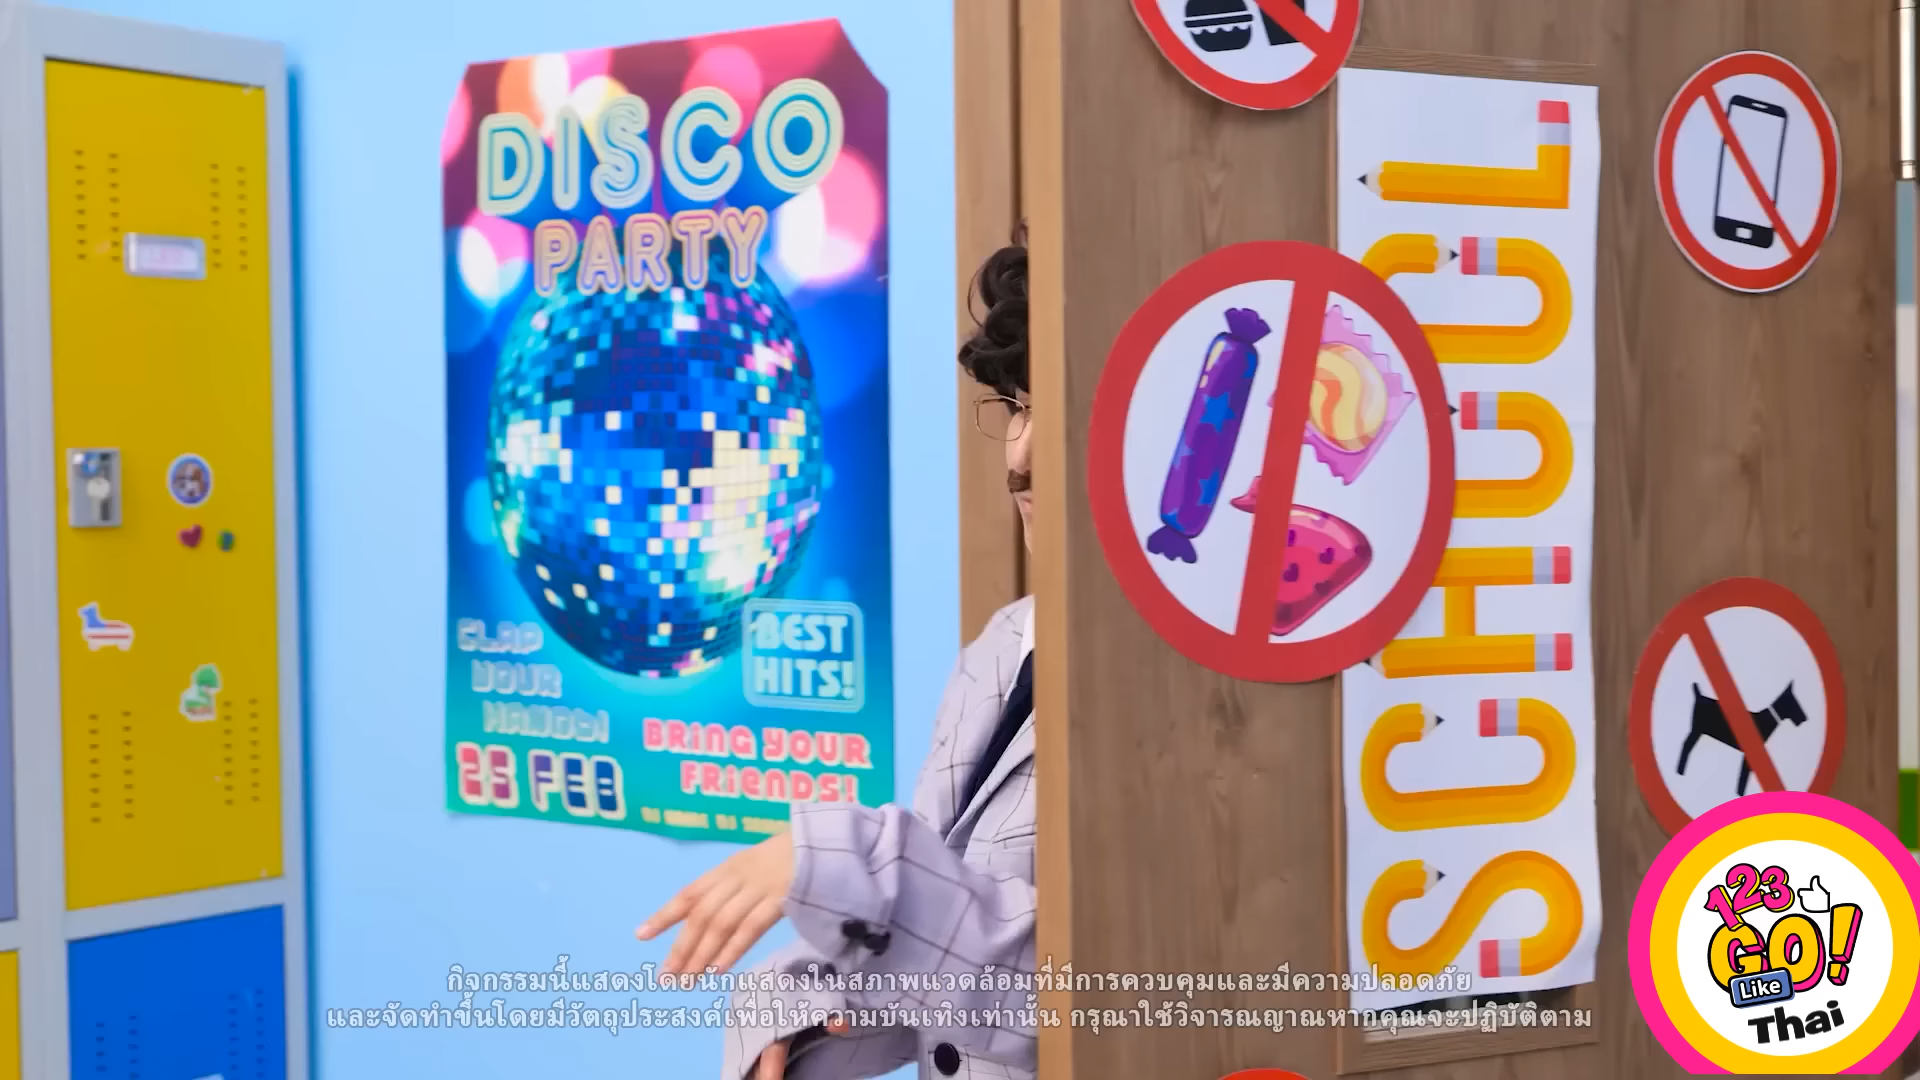 DISCO
PARTY
CLAP
YOUR
HANDS!
BEST
HITS!
25 FEB
BRING YOUR
FRIENDS!
SCHOOL
กิจกรรมนี้แสดงโดยนักแสดงในสภาพแวดล้อมที่มีการควบคุมและมีความปลอดภัย
และจัดทำขึ้นโดยมีวัตถุประสงค์เพื่อให้ความบันเทิงเท่านั้น กรุณาใช้วิจารณญาณหากคุณจะปฏิบัติตาม
123
GO!
Like
Thai